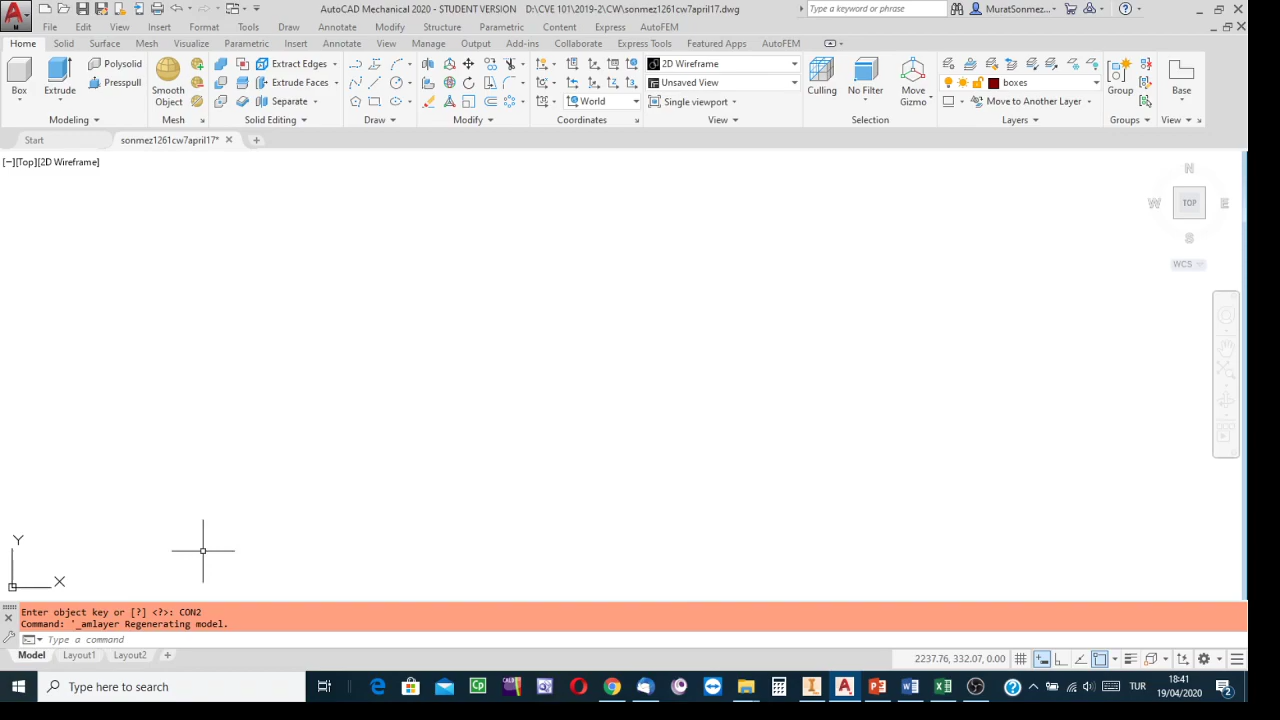 AutoCAD Mechanical 2020 - STUDENT VERSION D:\CVE 101\2019-2\CW\sonmez1261cw7april17.dwg
Type a keyword or phrase
MuratSonmez...
File Edit View Insert Format Tools Draw Annotate Modify Structure Parametric Content Express AutoFEM
Home Solid Surface Mesh Visualize Parametric Insert Annotate View Manage Output Add-ins Collaborate Express Tools Featured Apps AutoFEM
Box
Extrude
Polysolid
Presspull
Smooth
Object
Extract Edges
Extrude Faces
Separate
World
2D Wireframe
Unsaved View
Single viewport
Culling
No Filter
Move
Gizmo
boxes
Move to Another Layer
Group
Base
Modeling Mesh Solid Editing Draw Modify Coordinates View Selection Layers Groups View
Start sonmez1261cw7april17*
[−][Top][2D Wireframe]
N
W TOP E
S
WCS
Y
X
Enter object key or [?] <?>: CON2
Command: '_amlayer Regenerating model.
Type a command
Model Layout1 Layout2
2237.76, 332.07, 0.00
Type here to search
TUR
18:41
19/04/2020
2